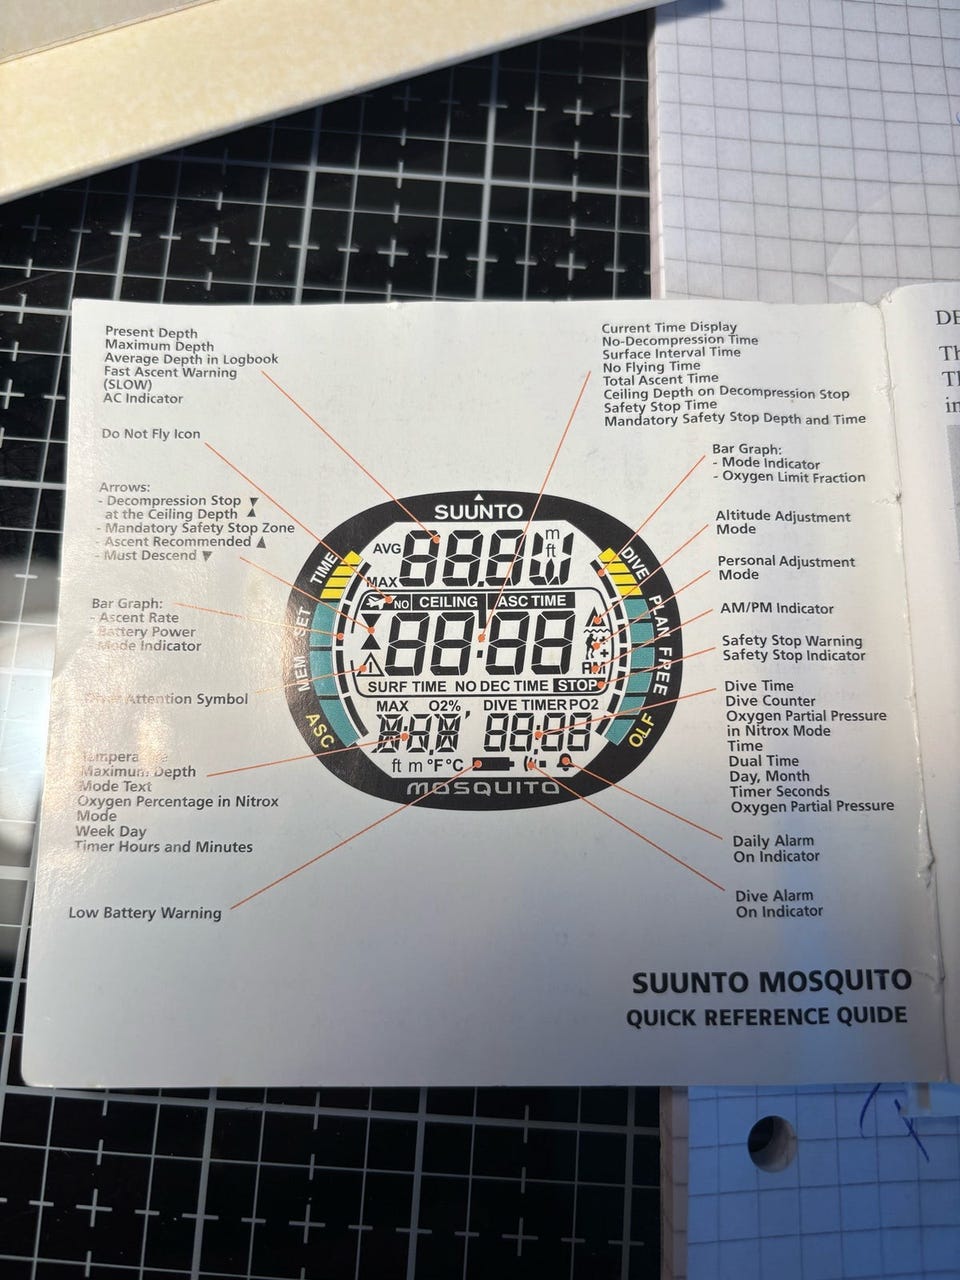 Present Depth
Maximum Depth
Average Depth in Logbook
Fast Ascent Warning
(SLOW)
AC Indicator
Do Not Fly Icon
Arrows:
- Decompression Stop ▼
at the Ceiling Depth ▲
- Mandatory Safety Stop Zone
- Ascent Recommended ▲
- Must Descend ▼
Bar Graph:
- Ascent Rate
- Battery Power
Mode Indicator
Attention Symbol
Maximum Depth
Mode Text
Oxygen Percentage in Nitrox
Mode
Week Day
Timer Hours and Minutes
Low Battery Warning
SUUNTO
TIME
DIVE
MEM SET
PLAN FREE
ASC
OLF
AVG
MAX
88.8
m
ft
NO CEILING ASC TIME
88:88
AM
SURF TIME NO DEC TIME STOP
MAX O2% DIVE TIMER PO2
88:88
ft m °F °C
MOSQUITO
Current Time Display
No-Decompression Time
Surface Interval Time
No Flying Time
Total Ascent Time
Ceiling Depth on Decompression Stop
Safety Stop Time
Mandatory Safety Stop Depth and Time
Bar Graph:
- Mode Indicator
- Oxygen Limit Fraction
Altitude Adjustment
Mode
Personal Adjustment
Mode
AM/PM Indicator
Safety Stop Warning
Safety Stop Indicator
Dive Time
Dive Counter
Oxygen Partial Pressure
in Nitrox Mode
Time
Dual Time
Day, Month
Timer Seconds
Oxygen Partial Pressure
Daily Alarm
On Indicator
Dive Alarm
On Indicator
SUUNTO MOSQUITO
QUICK REFERENCE QUIDE